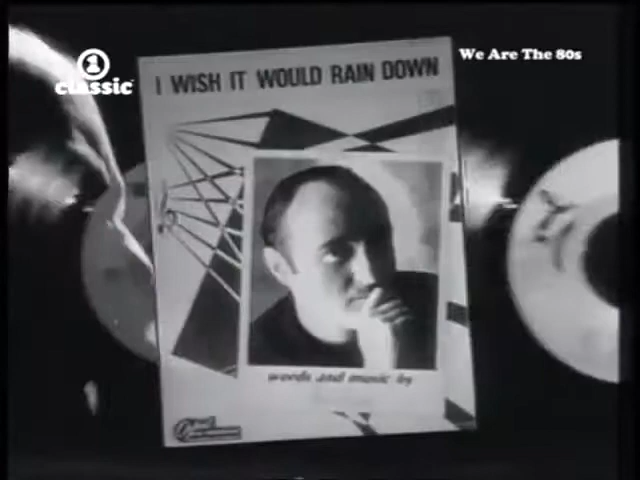 1
classic
We Are The 80s
I WISH IT WOULD RAIN DOWN
words and music by